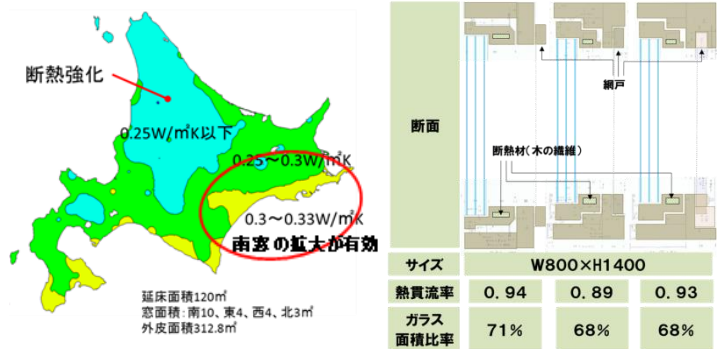 断熱強化
0.25W/㎡K以下
0.25～0.3W/㎡K
0.3～0.33W/㎡K
南窓の拡大が有効
延床面積120㎡
窓面積：南10、東4、西4、北3㎡
外皮面積312.8㎡
断面
網戸
断熱材（木の繊維）
サイズ W800×H1400
熱貫流率 0.94 0.89 0.93
ガラス
面積比率 71% 68% 68%